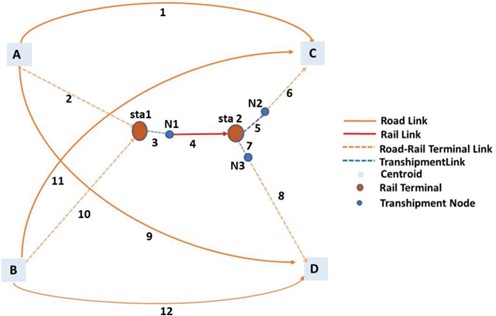 1
A
C
2
sta1
N1
3
4
sta 2
N2
5
6
7
N3
8
11
10
9
B
D
12
Road Link
Rail Link
Road-Rail Terminal Link
TranshipmentLink
Centroid
Rail Terminal
Transhipment Node